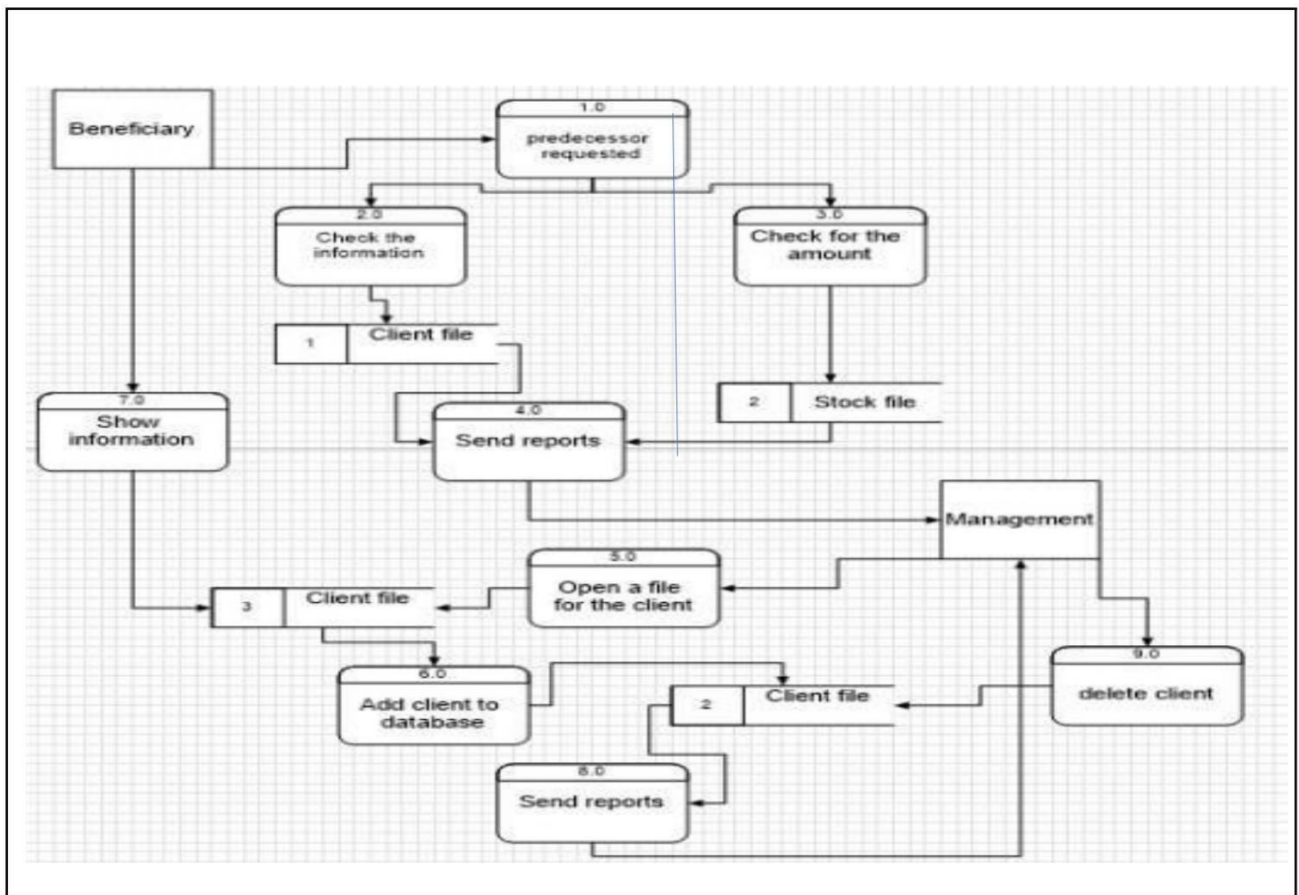 Beneficiary
1.0
predecessor
requested
2.0
Check the
information
3.0
Check for the
amount
1
Client file
7.0
Show
information
4.0
Send reports
2
Stock file
Management
5.0
Open a file
for the client
3
Client file
6.0
Add client to
database
2
Client file
9.0
delete client
8.0
Send reports